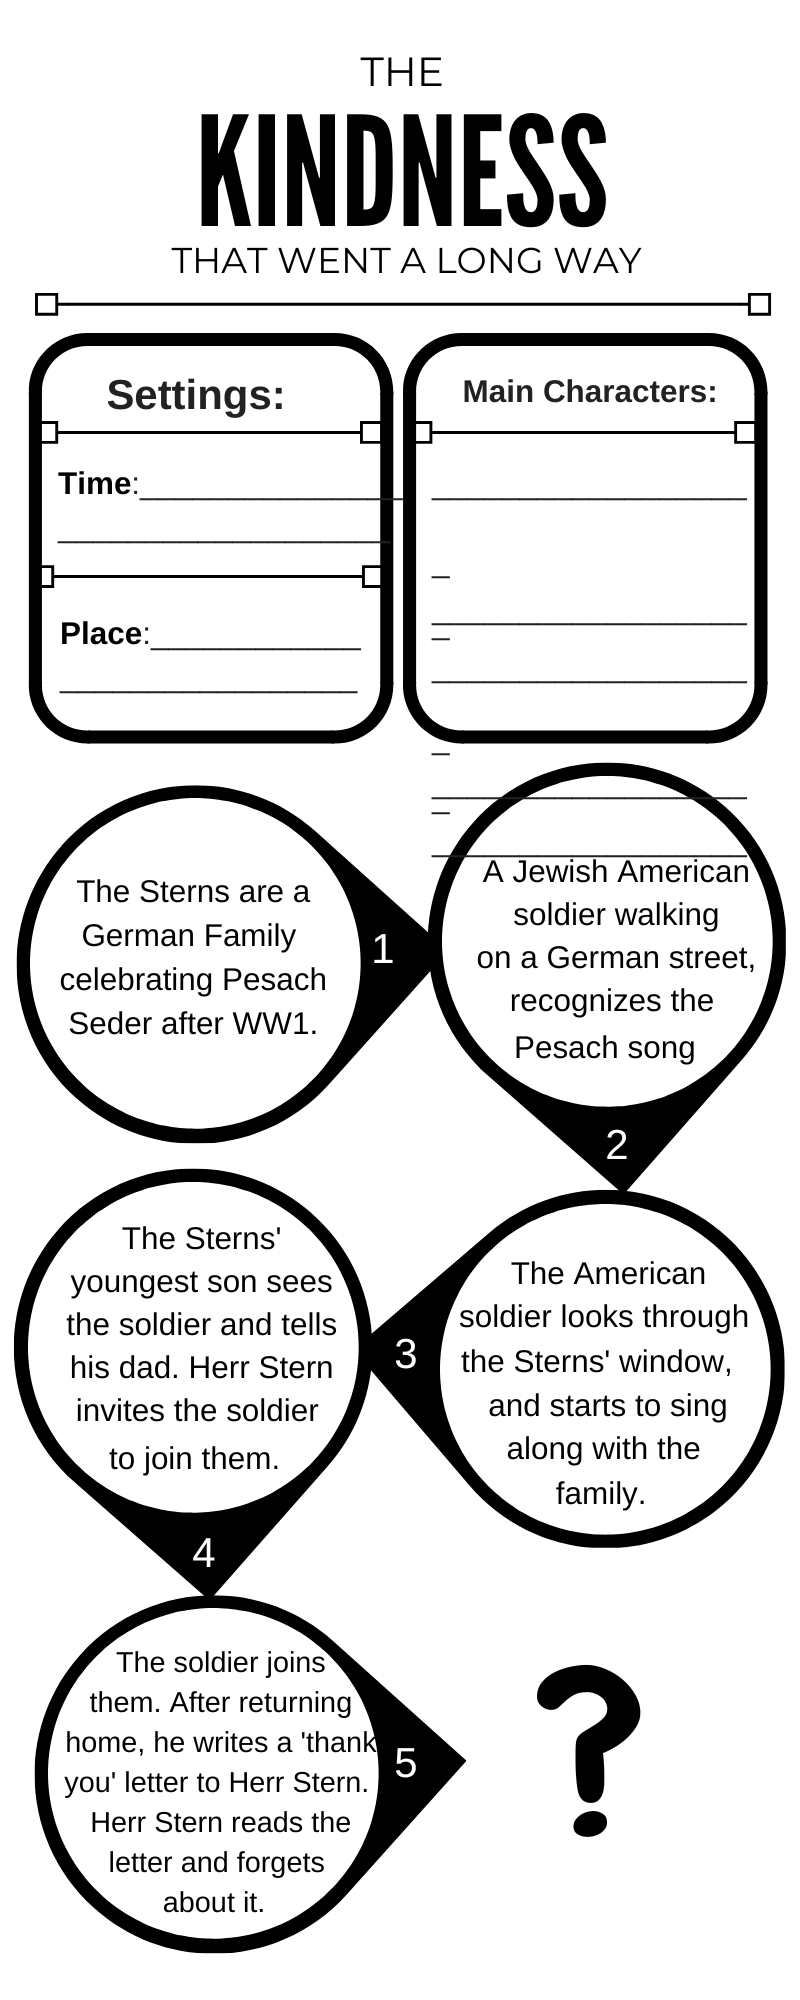 THE
KINDNESS
THAT WENT A LONG WAY
Settings:
Time:_______________
___________________
Place:____________
_________________
Main Characters:
__________________
_
__________________
_
__________________
_
__________________
_
__________________
The Sterns are a
German Family
celebrating Pesach
Seder after WW1.
1
A Jewish American
soldier walking
on a German street,
recognizes the
Pesach song
2
The American
soldier looks through
the Sterns' window,
and starts to sing
along with the
family.
3
The Sterns'
youngest son sees
the soldier and tells
his dad. Herr Stern
invites the soldier
to join them.
4
The soldier joins
them. After returning
home, he writes a 'thank
you' letter to Herr Stern.
Herr Stern reads the
letter and forgets
about it.
5
?